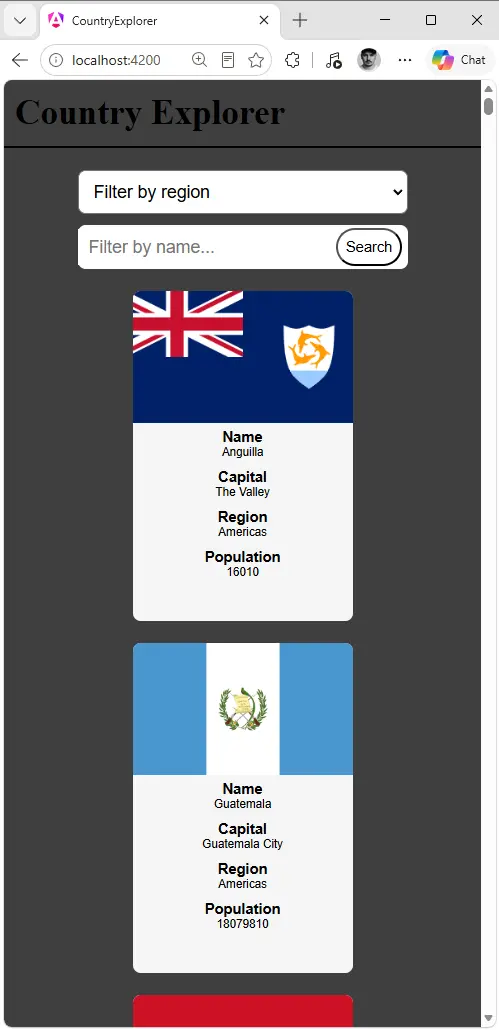 CountryExplorer
localhost:4200
Chat
Country Explorer
Filter by region
Filter by name...
Search
Name
Anguilla
Capital
The Valley
Region
Americas
Population
16010
Name
Guatemala
Capital
Guatemala City
Region
Americas
Population
18079810